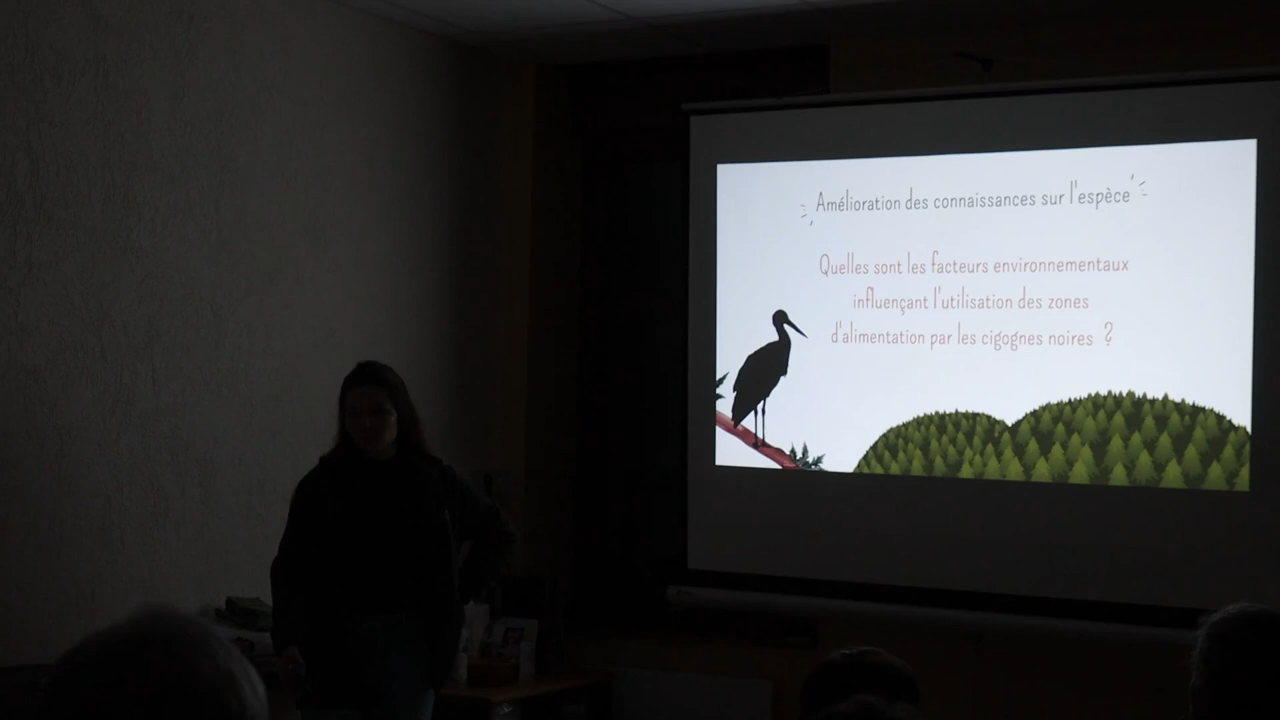 Amélioration des connaissances sur l'espèce
Quelles sont les facteurs environnementaux
influençant l'utilisation des zones
d'alimentation par les cigognes noires ?